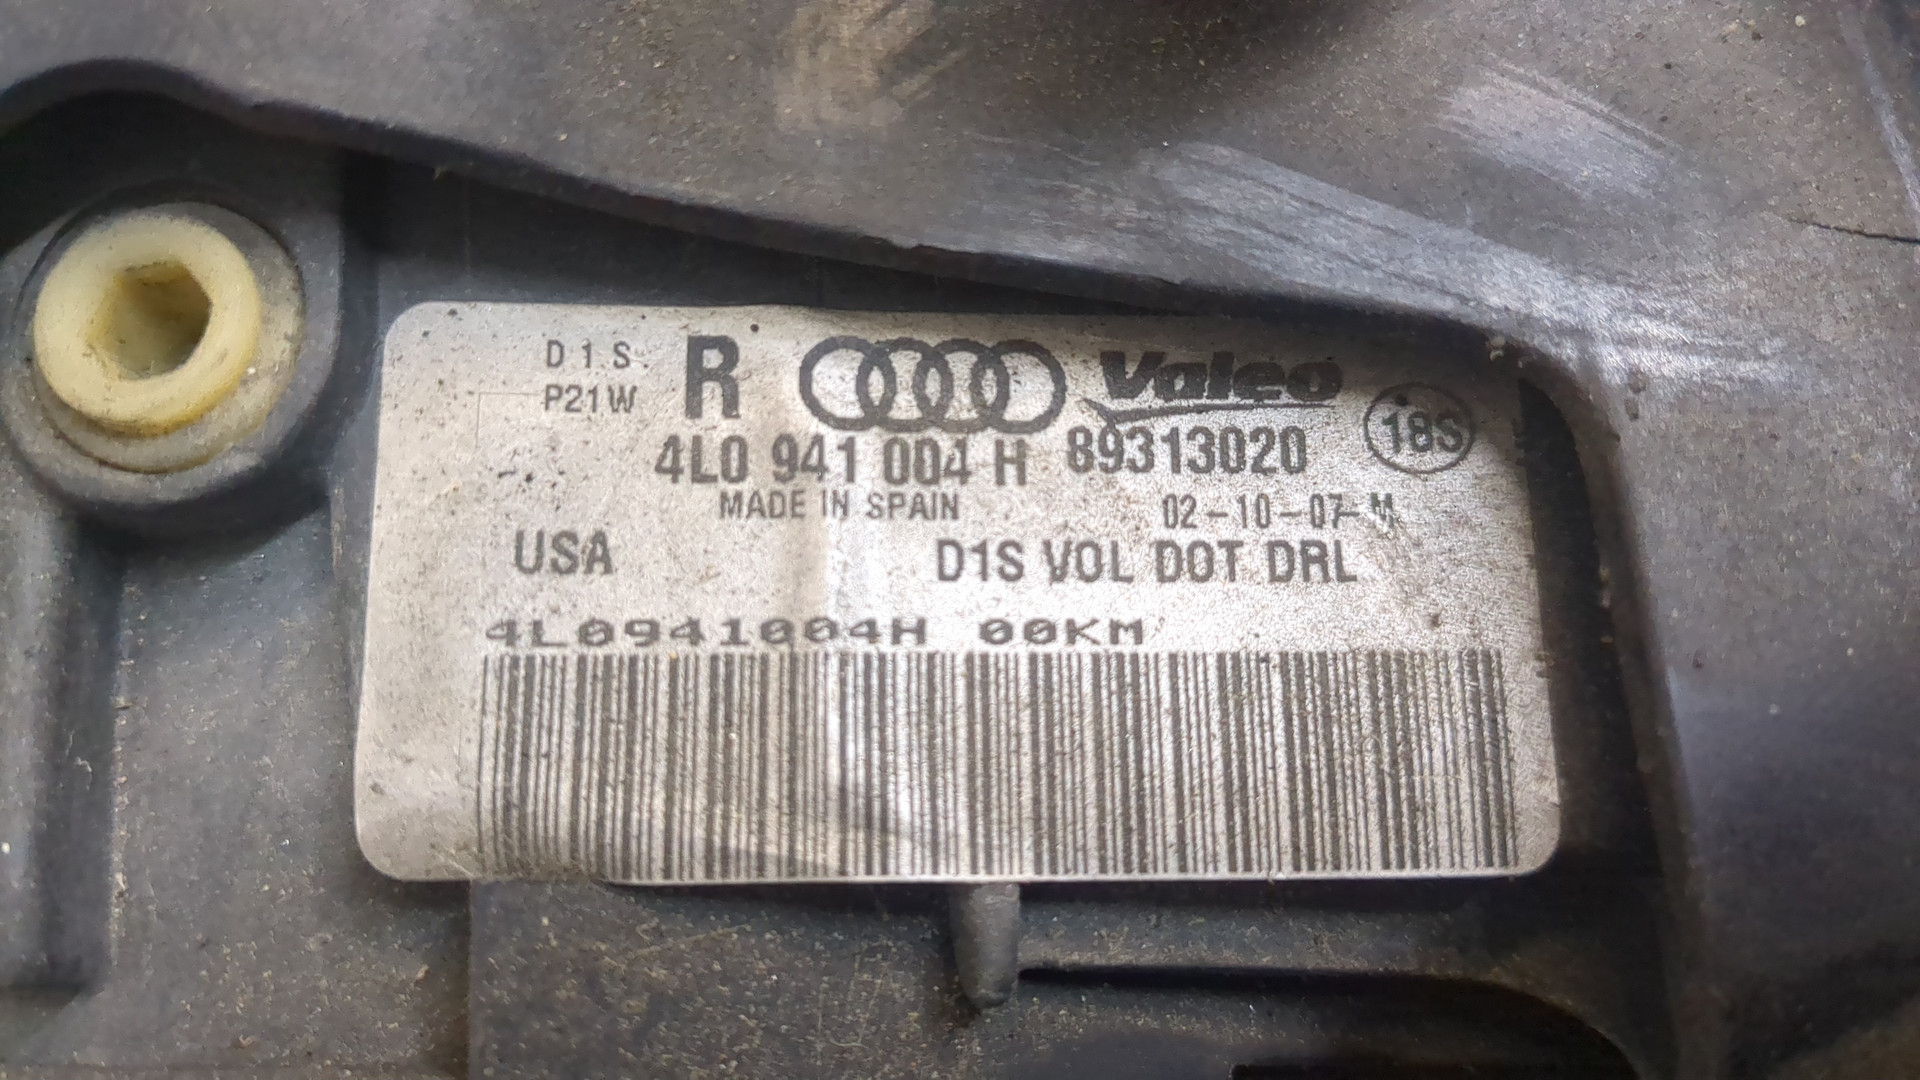 D1S R Valeo
P21W
18S
4L0 941 004 H 89313020
MADE IN SPAIN 02-10-07-M
USA D1S VOL DOT DRL
4L0941004H 00KM